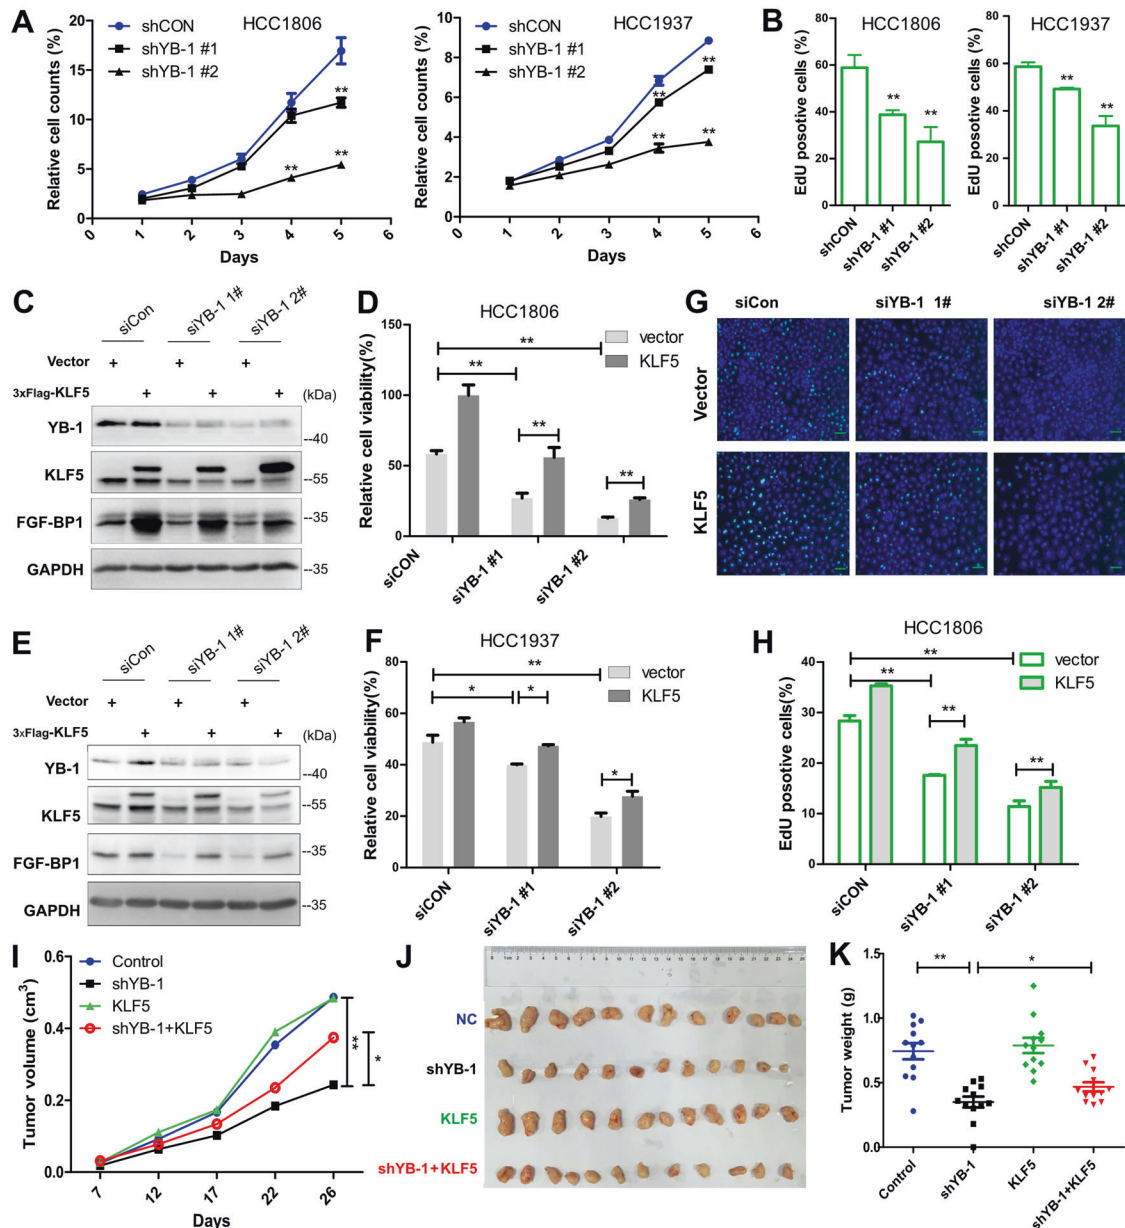 A
HCC1806
shCON
shYB-1 #1
shYB-1 #2
Relative cell counts (%)
20
15
10
5
0
** ** **
0 1 2 3 4 5 6
Days
HCC1937
shCON
shYB-1 #1
shYB-1 #2
Relative cell counts (%)
10
8
6
4
2
0
** ** ** **
0 1 2 3 4 5 6
Days
B
HCC1806
EdU posotive cells (%)
80
60
40
20
0
** **
shCON
shYB-1 #1
shYB-1 #2
HCC1937
EdU posotive cells (%)
80
60
40
20
0
** **
shCON
shYB-1 #1
shYB-1 #2
C
siCon siYB-1 1# siYB-1 2#
Vector + + +
3xFlag-KLF5 + + + (kDa)
YB-1 --40
KLF5 --55
FGF-BP1 --35
GAPDH --35
D
HCC1806
vector
KLF5
Relative cell viability(%)
150
100
50
0
** ** ** **
siCON
siYB-1 #1
siYB-1 #2
G
siCon siYB-1 1# siYB-1 2#
Vector
KLF5
E
siCon siYB-1 1# siYB-1 2#
Vector + + +
3xFlag-KLF5 + + + (kDa)
YB-1 --40
KLF5 --55
FGF-BP1 --35
GAPDH --35
F
HCC1937
vector
KLF5
Relative cell viability(%)
80
60
40
20
0
** * * *
siCON
siYB-1 #1
siYB-1 #2
H
HCC1806
vector
KLF5
EdU posotive cells(%)
40
30
20
10
0
** ** ** **
siCON
siYB-1 #1
siYB-1 #2
I
Control
shYB-1
KLF5
shYB-1+KLF5
Tumor volume (cm3)
0.6
0.4
0.2
0.0
** *
7 12 17 22 26
Days
J
NC
shYB-1
KLF5
shYB-1+KLF5
K
Tumor weight (g)
1.5
1.0
0.5
0.0
** *
Control
shYB-1
KLF5
shYB-1+KLF5